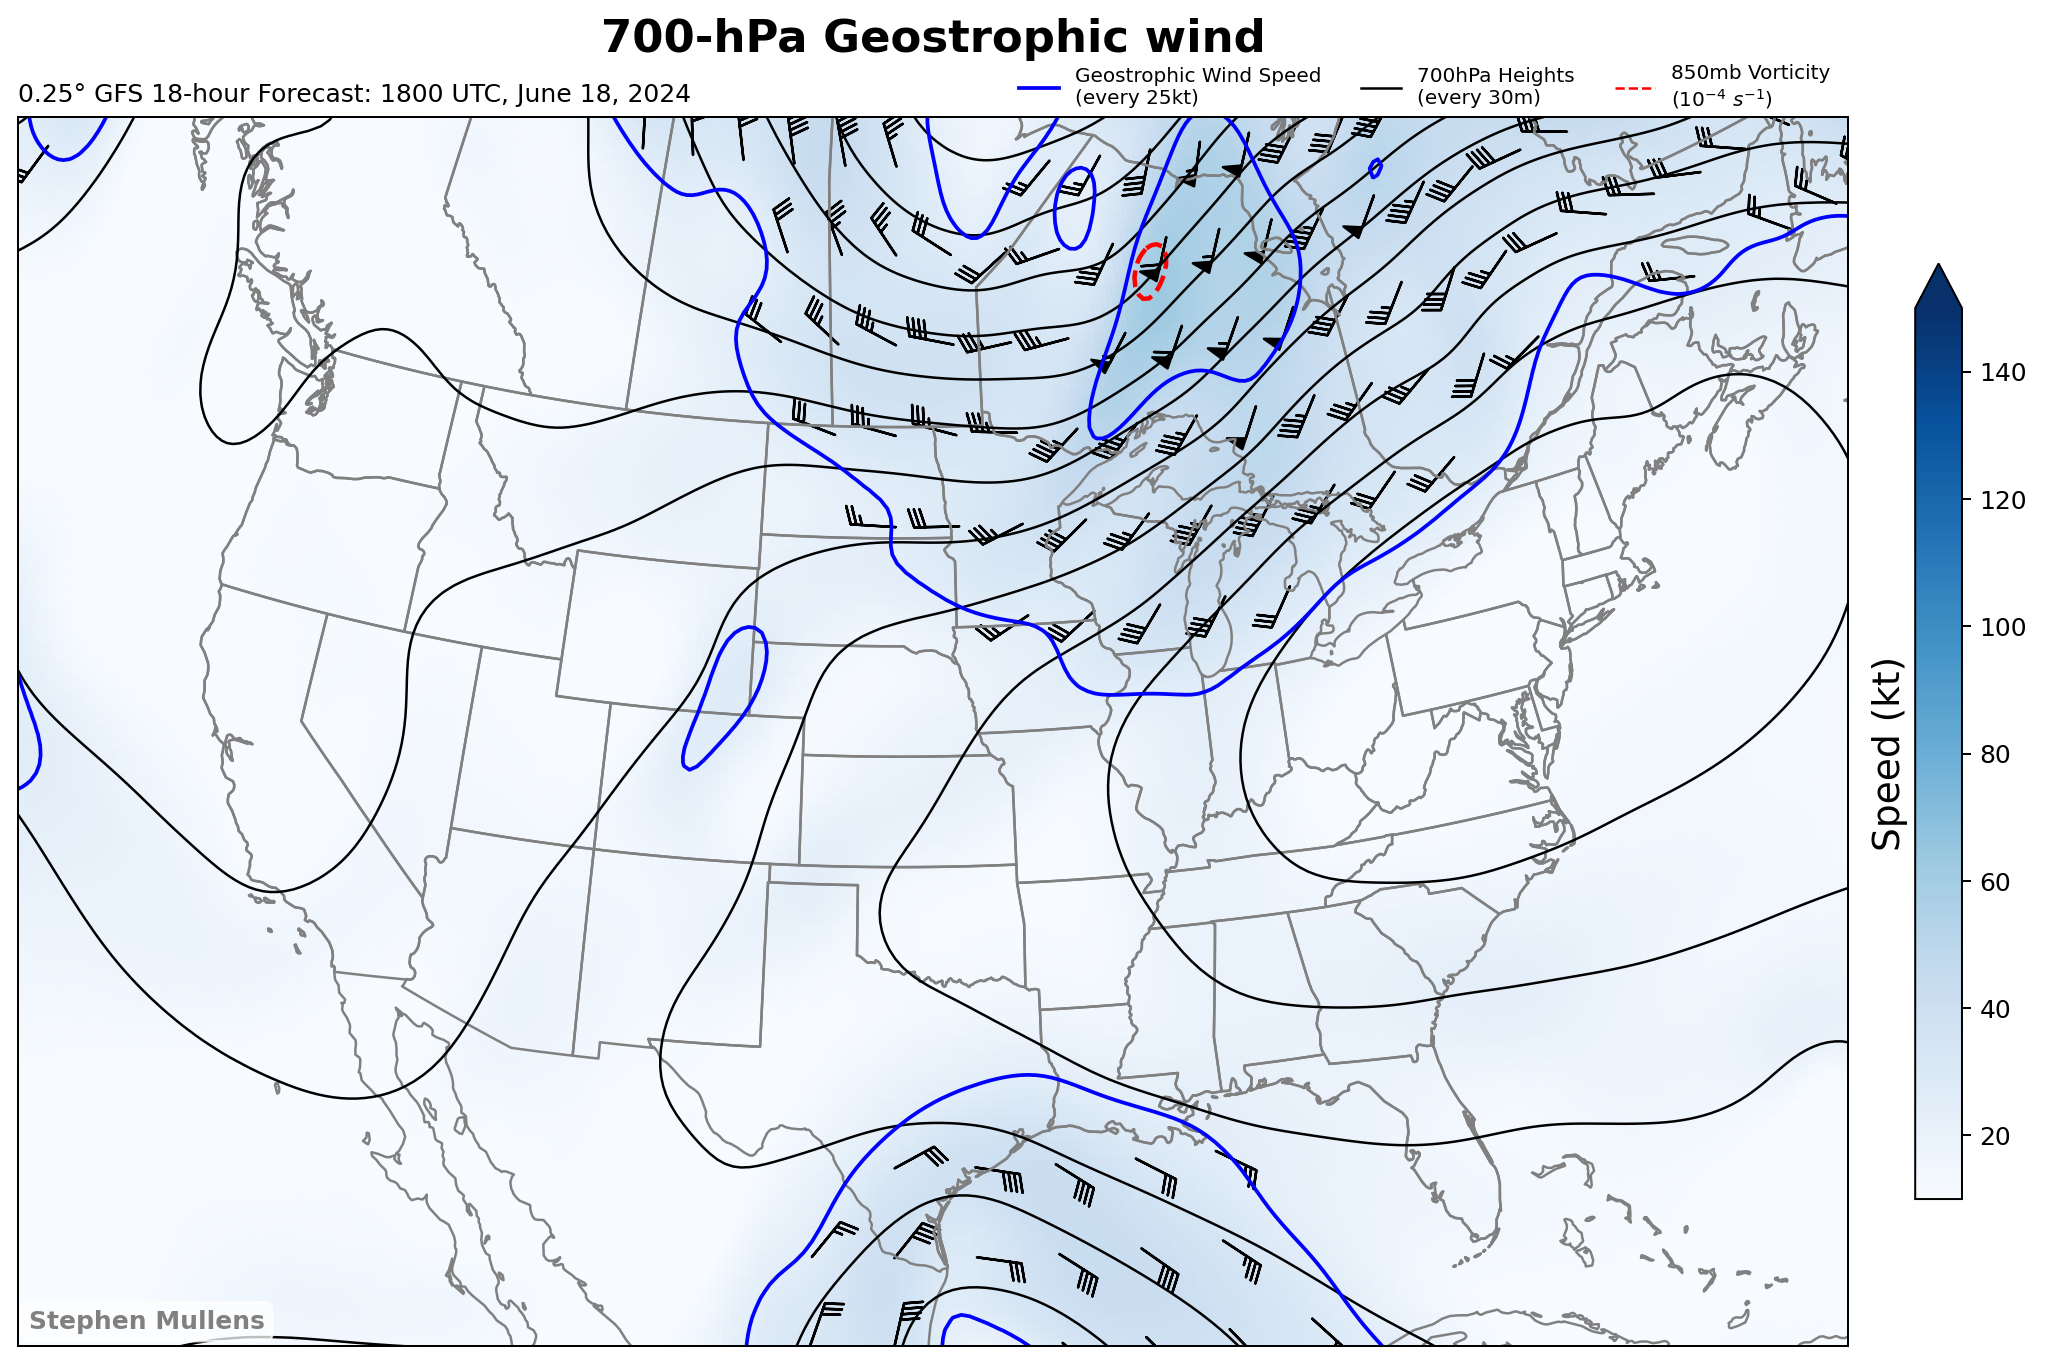 700-hPa Geostrophic wind
0.25° GFS 18-hour Forecast: 1800 UTC, June 18, 2024
Geostrophic Wind Speed
(every 25kt)
700hPa Heights
(every 30m)
850mb Vorticity
(10⁻⁴ s⁻¹)
140
120
100
80
60
40
20
Speed (kt)
Stephen Mullens